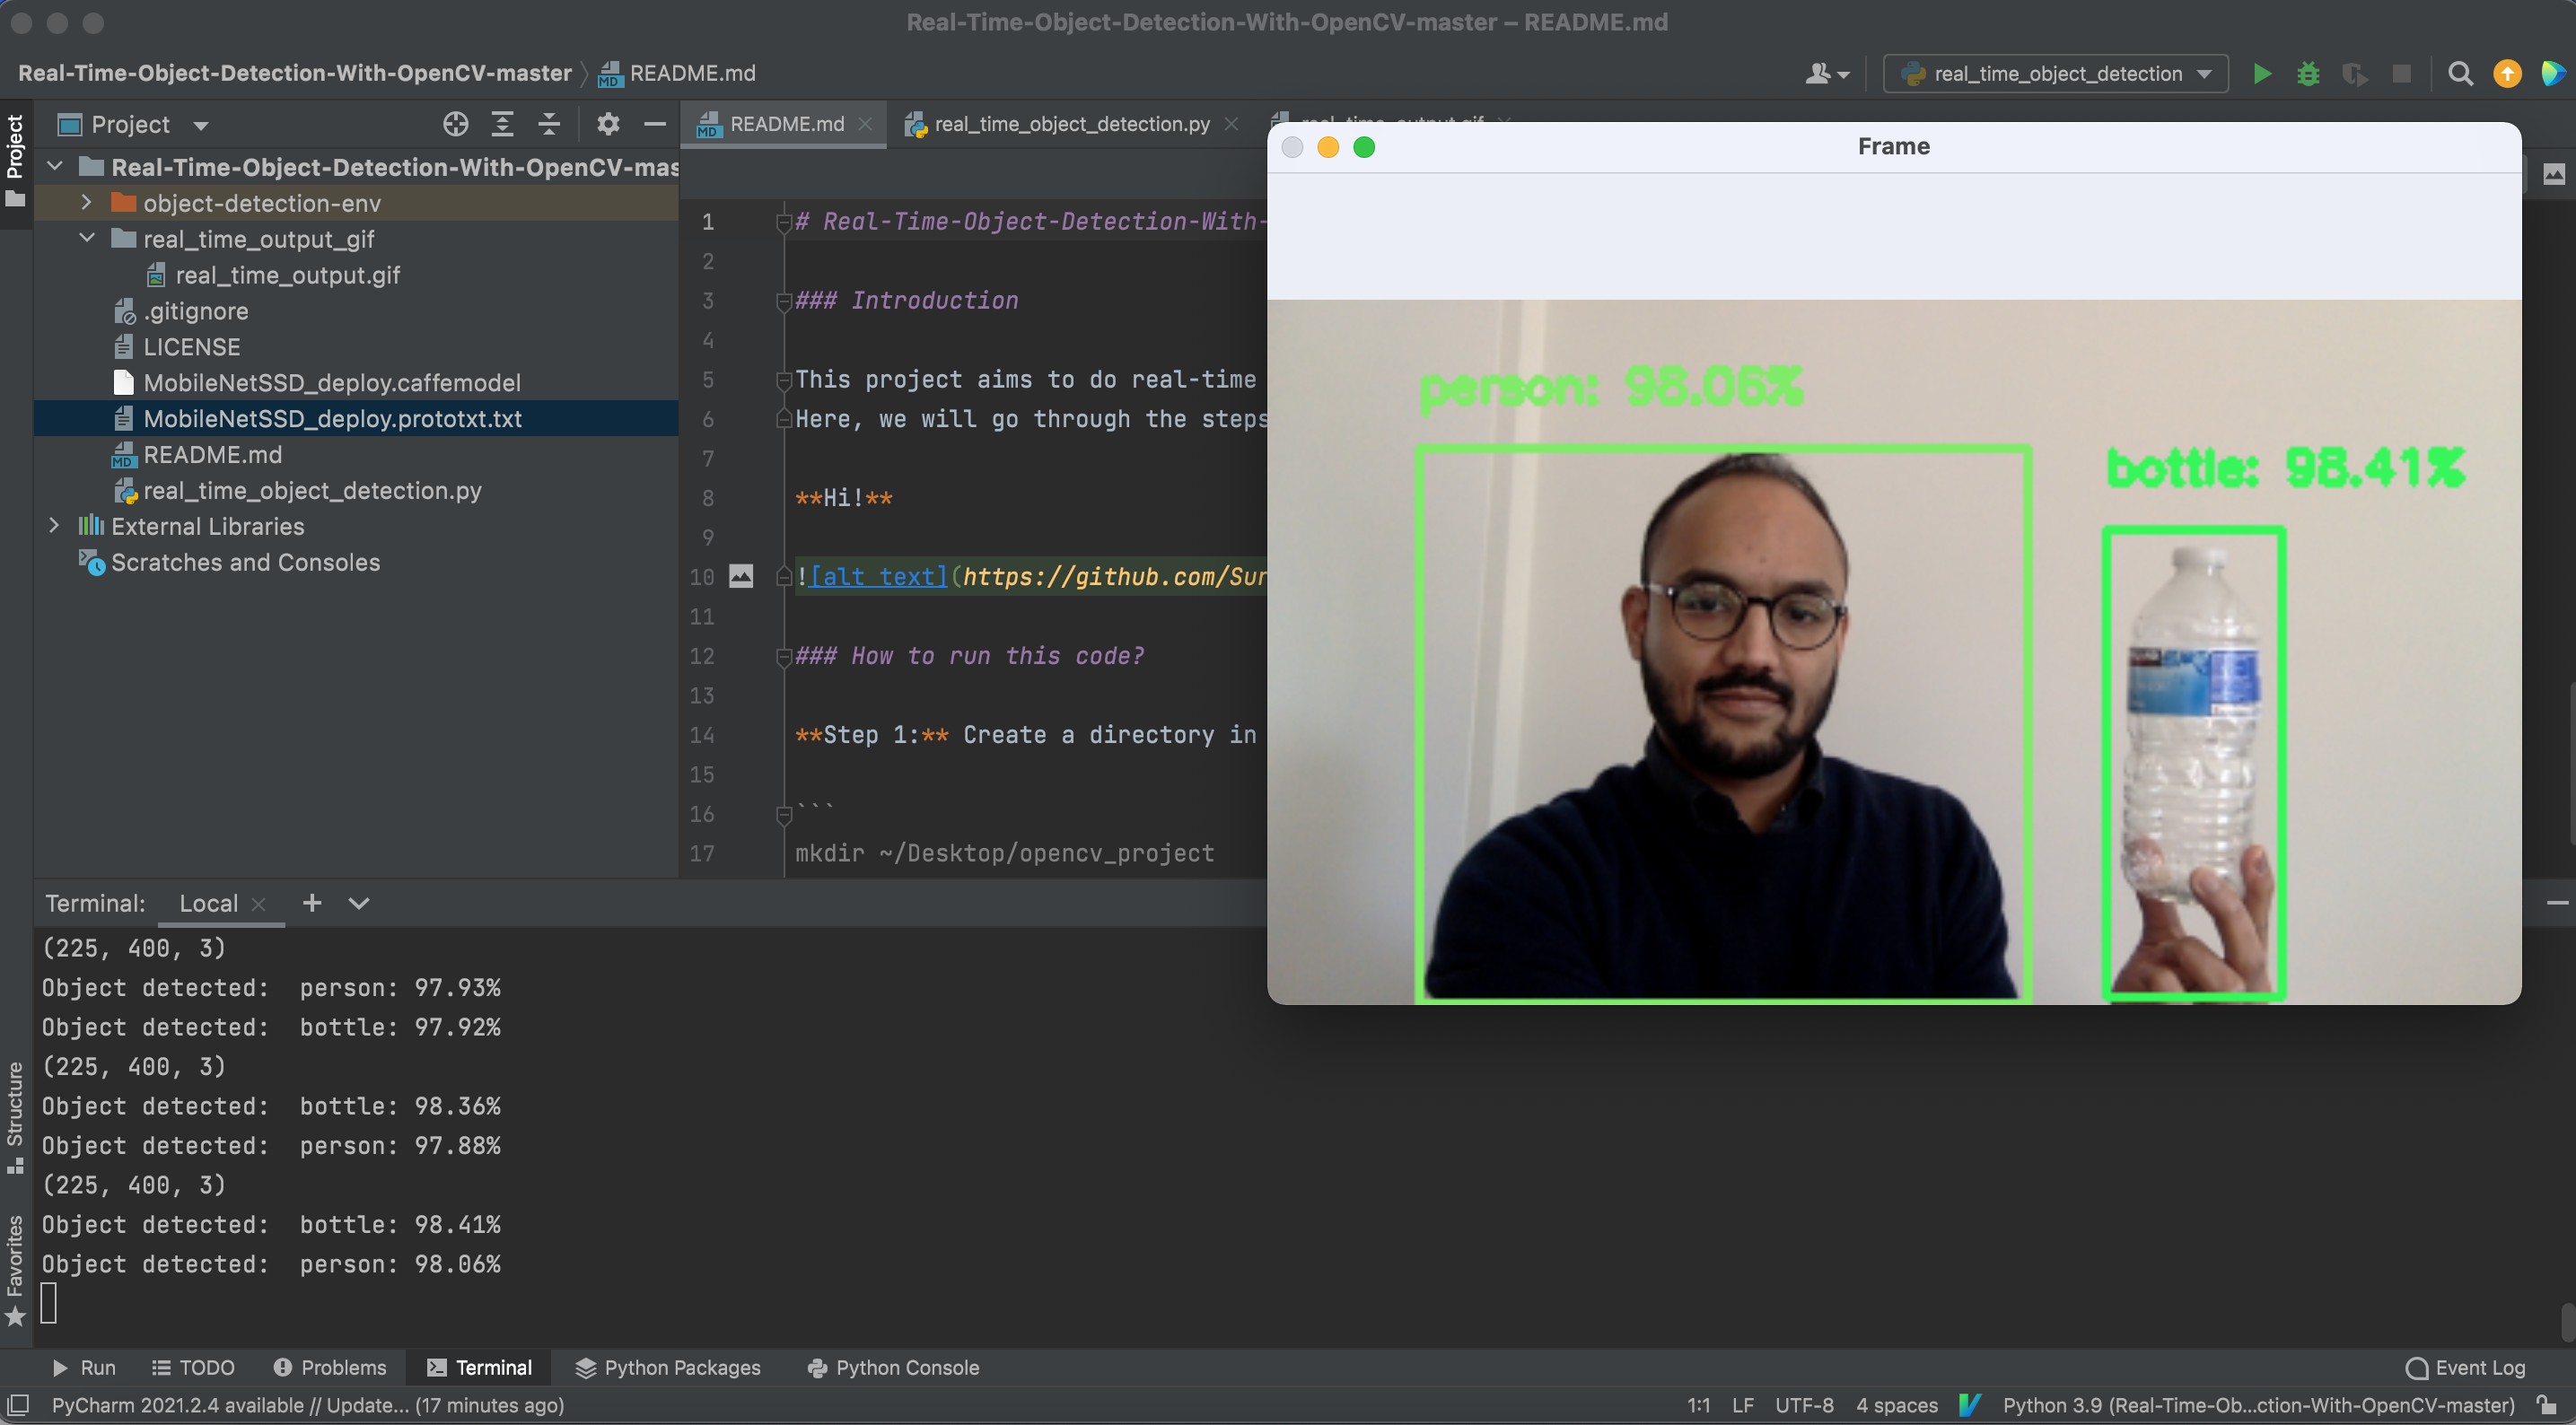 Real-Time-Object-Detection-With-OpenCV-master – README.md
Real-Time-Object-Detection-With-OpenCV-master
README.md
real_time_object_detection
Project
Project
README.md
real_time_object_detection.py
real_time_output.gif
Real-Time-Object-Detection-With-OpenCV-mas
object-detection-env
real_time_output_gif
real_time_output.gif
.gitignore
LICENSE
MobileNetSSD_deploy.caffemodel
MobileNetSSD_deploy.prototxt.txt
README.md
real_time_object_detection.py
External Libraries
Scratches and Consoles
1 # Real-Time-Object-Detection-With-
2
3 ### Introduction
4
5 This project aims to do real-time
6 Here, we will go through the steps
7
8 **Hi!**
9
10 ![alt text](https://github.com/Sur
11
12 ### How to run this code?
13
14 **Step 1:** Create a directory in
15
16 ```
17 mkdir ~/Desktop/opencv_project
Frame
person: 98.06%
bottle: 98.41%
Terminal: Local
(225, 400, 3)
Object detected: person: 97.93%
Object detected: bottle: 97.92%
(225, 400, 3)
Object detected: bottle: 98.36%
Object detected: person: 97.88%
(225, 400, 3)
Object detected: bottle: 98.41%
Object detected: person: 98.06%
Structure
Favorites
Run
TODO
Problems
Terminal
Python Packages
Python Console
Event Log
PyCharm 2021.2.4 available // Update... (17 minutes ago)
1:1 LF UTF-8 4 spaces Python 3.9 (Real-Time-Ob...ction-With-OpenCV-master)